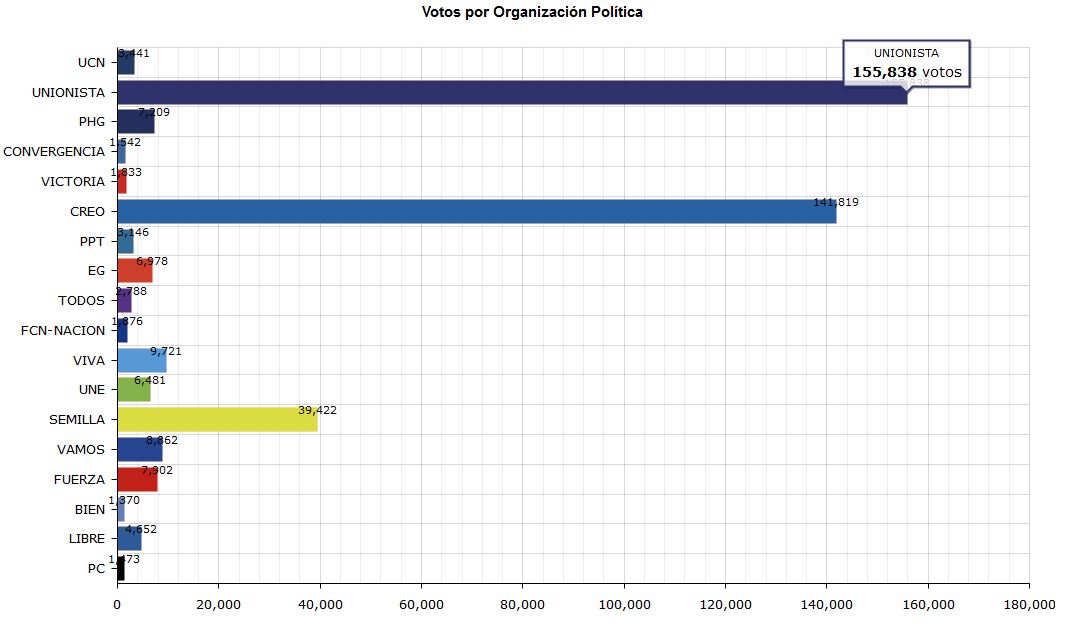 Votos por Organización Política
UNIONISTA
155,838 votos
UCN 3,441
UNIONISTA
PHG 7,209
CONVERGENCIA 1,542
VICTORIA 1,833
CREO 141,819
PPT 3,146
EG 6,978
TODOS 2,788
FCN-NACION 1,876
VIVA 9,721
UNE 6,481
SEMILLA 39,422
VAMOS 8,862
FUERZA 7,902
BIEN 1,370
LIBRE 4,652
PC 1,473
0 20,000 40,000 60,000 80,000 100,000 120,000 140,000 160,000 180,000